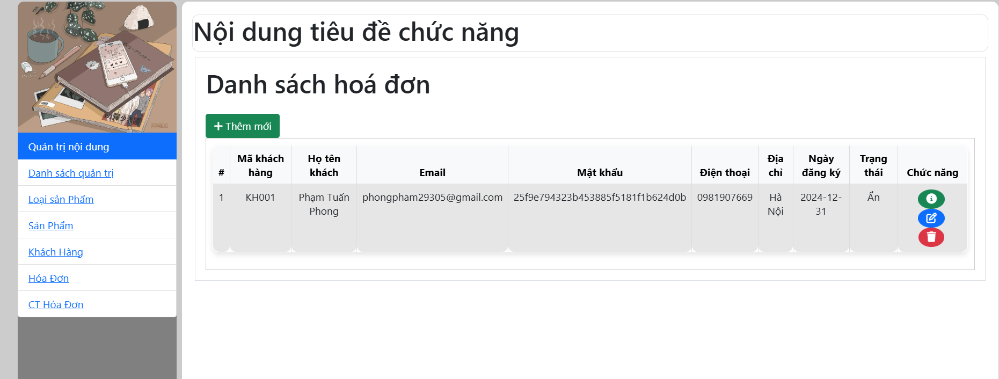 17:02
Quản trị nội dung
Danh sách quản trị
Loại sản Phẩm
Sản Phẩm
Khách Hàng
Hóa Đơn
CT Hóa Đơn
Nội dung tiêu đề chức năng
Danh sách hoá đơn
+ Thêm mới
# Mã khách hàng Họ tên khách Email Mật khẩu Điện thoại Địa chỉ Ngày đăng ký Trạng thái Chức năng
1 KH001 Phạm Tuấn Phong phongpham29305@gmail.com 25f9e794323b453885f5181f1b624d0b 0981907669 Hà Nội 2024-12-31 Ẩn